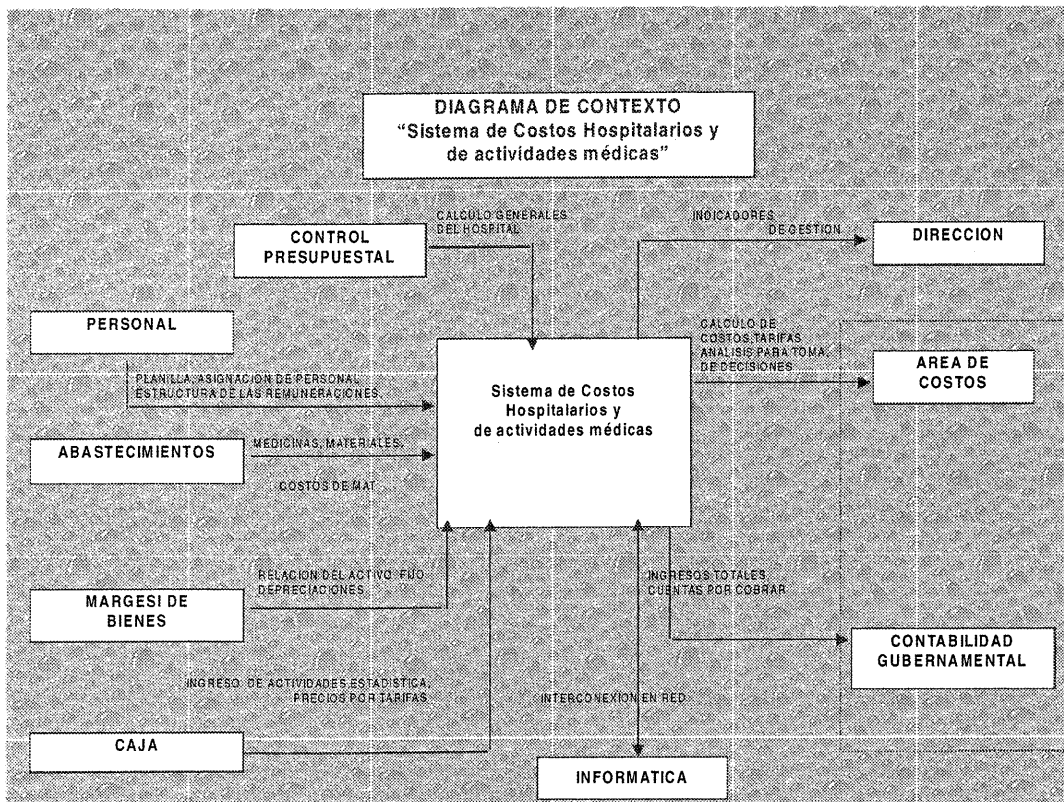 DIAGRAMA DE CONTEXTO
“Sistema de Costos Hospitalarios y
de actividades médicas”
CONTROL
PRESUPUESTAL
CALCULO GENERALES
DEL HOSPITAL
INDICADORES
DE GESTION
DIRECCION
PERSONAL
PLANILLA, ASIGNACION DE PERSONAL
ESTRUCTURA DE LAS REMUNERACIONES.
Sistema de Costos
Hospitalarios y
de actividades médicas
CALCULO DE
COSTOS, TARIFAS
ANALISIS PARA TOMA
DE DECISIONES
AREA DE
COSTOS
ABASTECIMIENTOS
MEDICINAS, MATERIALES,
COSTOS DE MAT
MARGESI DE
BIENES
RELACION DEL ACTIVO FIJO
DEPRECIACIONES
INGRESOS TOTALES
CUENTAS POR COBRAR
CONTABILIDAD
GUBERNAMENTAL
INGRESO DE ACTIVIDADES ESTADISTICA,
PRECIOS POR TARIFAS
INTERCONEXION EN RED
CAJA
INFORMATICA